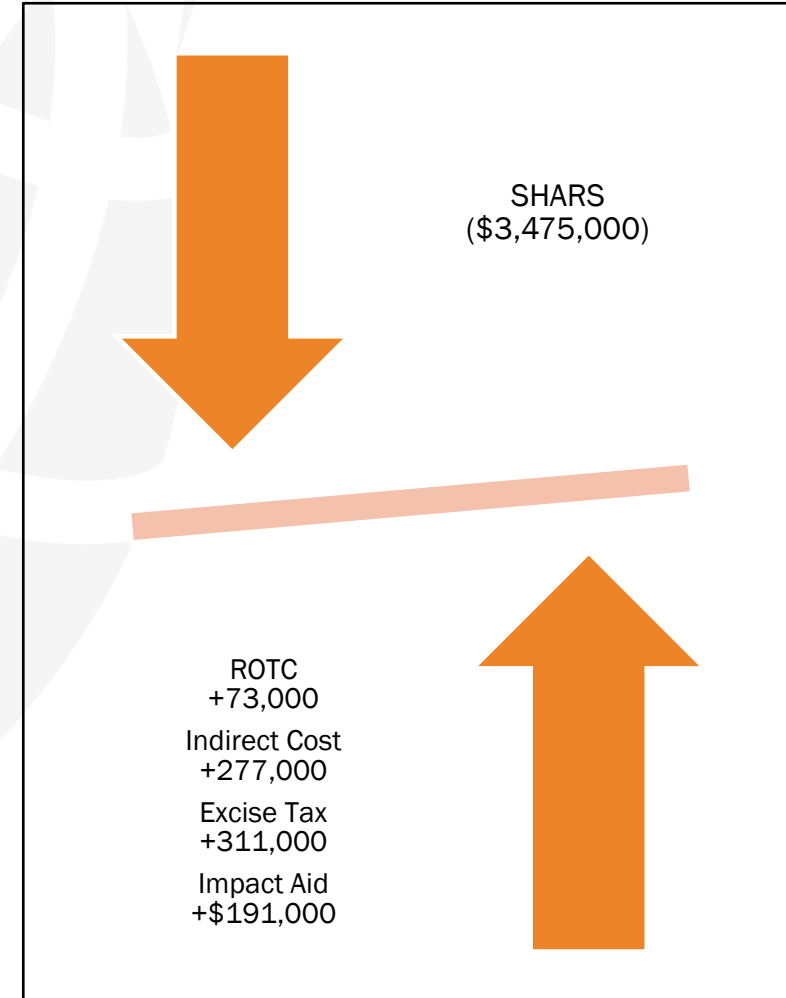 SHARS
($3,475,000)
ROTC
+73,000
Indirect Cost
+277,000
Excise Tax
+311,000
Impact Aid
+$191,000